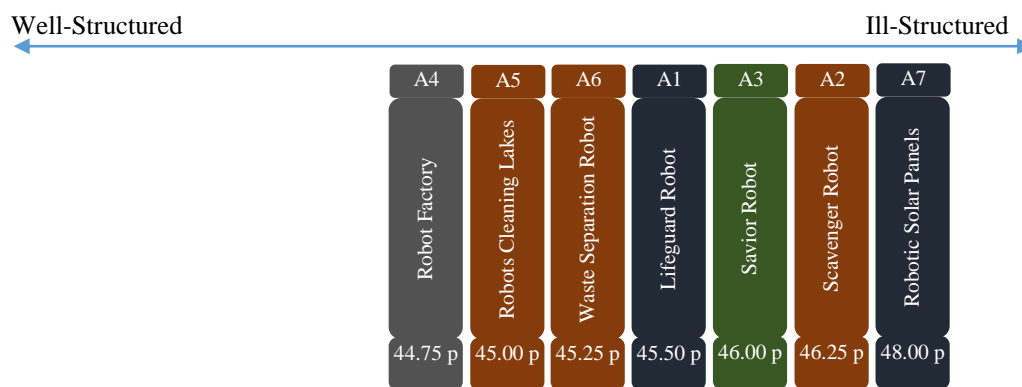 Well-Structured Ill-Structured
A4 A5 A6 A1 A3 A2 A7
Robot Factory
Robots Cleaning Lakes
Waste Separation Robot
Lifeguard Robot
Savior Robot
Scavenger Robot
Robotic Solar Panels
44.75 p 45.00 p 45.25 p 45.50 p 46.00 p 46.25 p 48.00 p